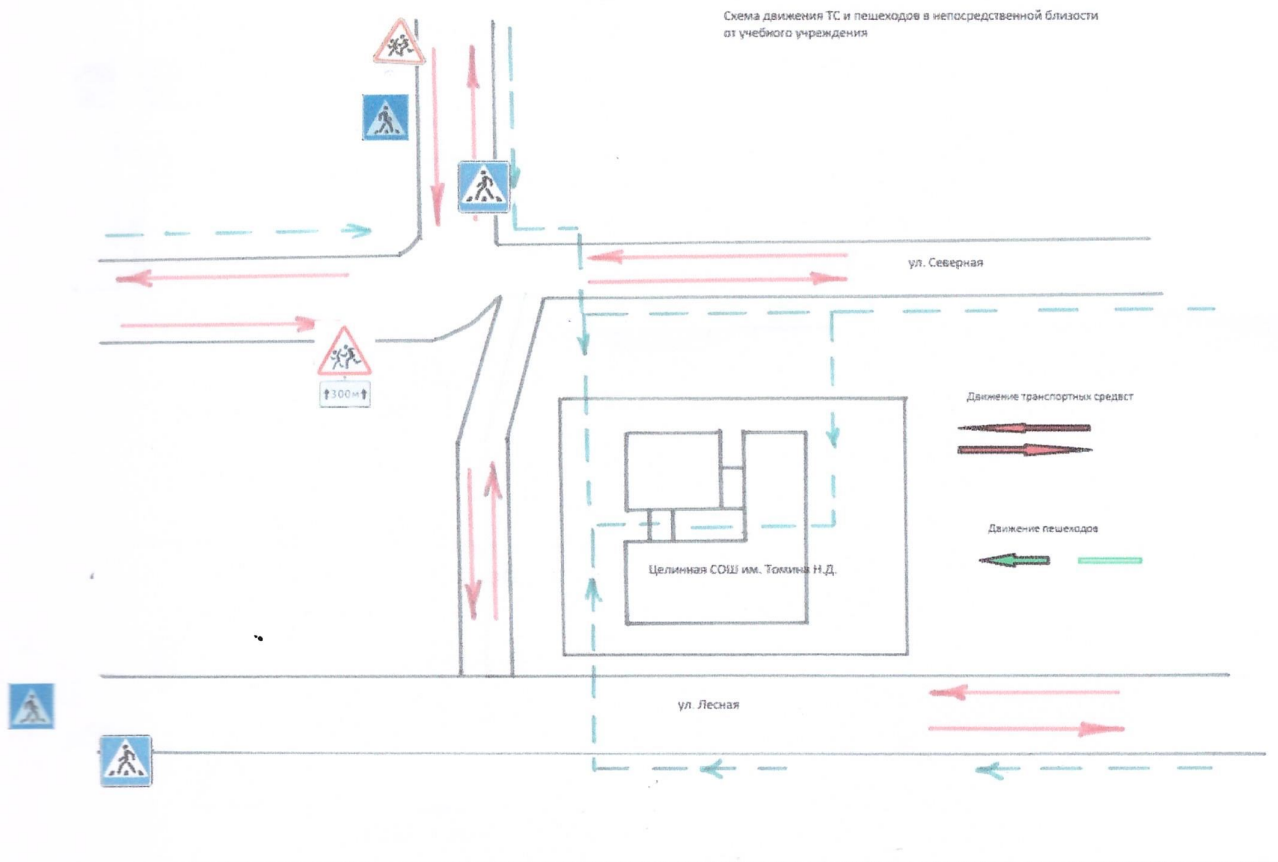 Схема движения ТС и пешеходов в непосредственной близости
от учебного учреждения
ул. Северная
300м
Движение транспортных средвст
Движение пешеходов
Целинная СОШ им. Томина Н.Д.
ул. Лесная